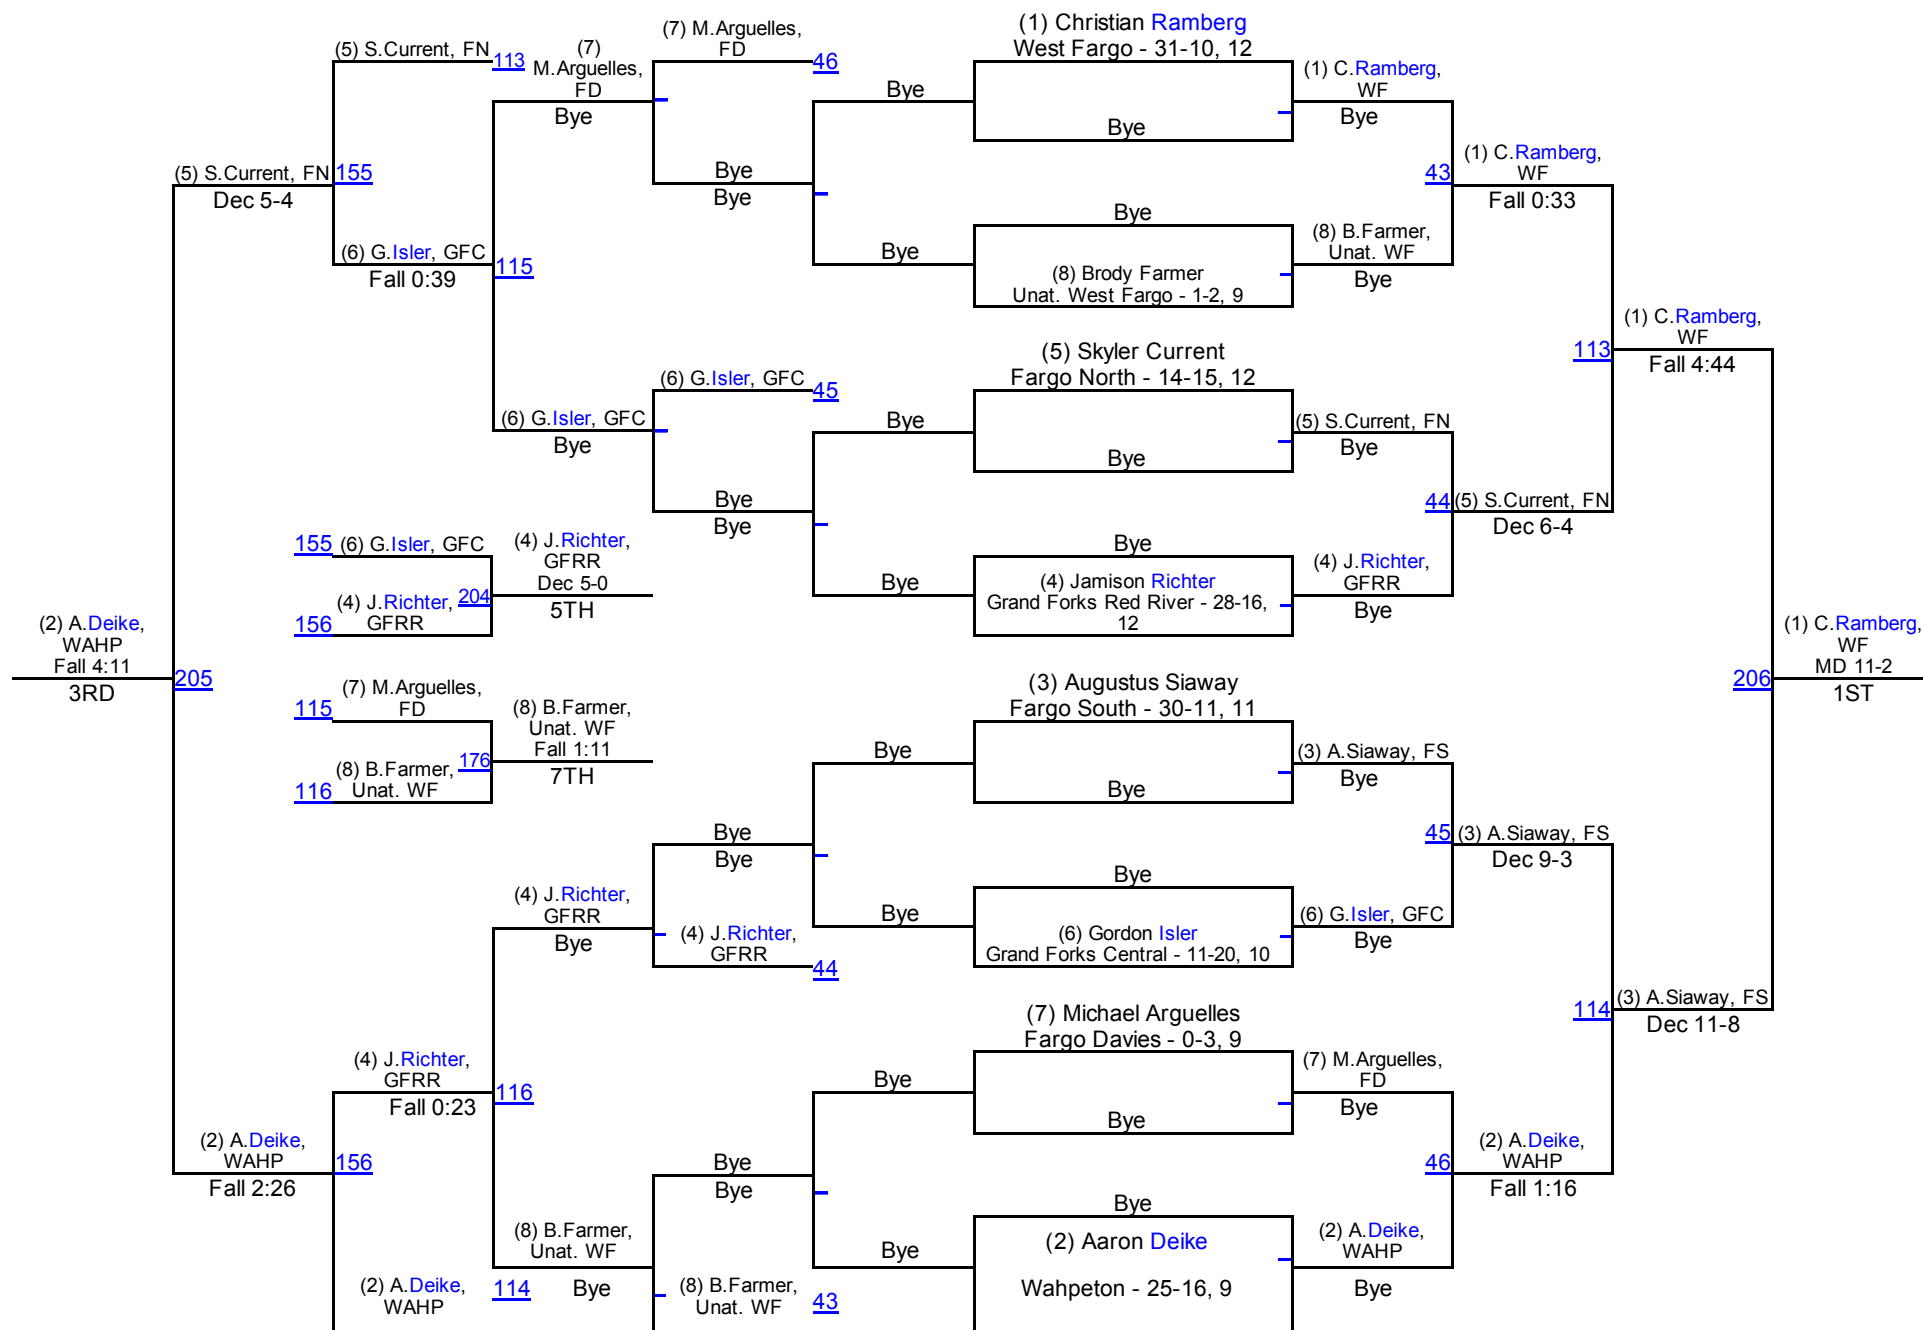 (1) Christian Ramberg
West Fargo - 31-10, 12
(7) M.Arguelles,
FD
46
(5) S.Current, FN
113
(7)
M.Arguelles,
FD
Bye
Bye
Bye
(1) C.Ramberg,
WF
Bye
(5) S.Current, FN
155
Dec 5-4
Bye
Bye
43
(1) C.Ramberg,
WF
Fall 0:33
Bye
(6) G.Isler, GFC
Fall 0:39
115
Bye
(8) Brody Farmer
Unat. West Fargo - 1-2, 9
(8) B.Farmer,
Unat. WF
Bye
(5) Skyler Current
Fargo North - 14-15, 12
113
(1) C.Ramberg,
WF
Fall 4:44
(6) G.Isler, GFC
45
(6) G.Isler, GFC
Bye
Bye
Bye
(5) S.Current, FN
Bye
Bye
Bye
44
(5) S.Current, FN
Dec 6-4
155
(6) G.Isler, GFC
(4) J.Richter,
GFRR
Dec 5-0
5TH
(4) J.Richter,
GFRR
204
156
Bye
Bye
(4) Jamison Richter
Grand Forks Red River - 28-16,
12
(4) J.Richter,
GFRR
Bye
(2) A.Deike,
WAHP
Fall 4:11
3RD
205
206
(1) C.Ramberg,
WF
MD 11-2
1ST
(7) M.Arguelles,
FD
115
(8) B.Farmer,
Unat. WF
Fall 1:11
7TH
(8) B.Farmer,
Unat. WF
176
116
(3) Augustus Siaway
Fargo South - 30-11, 11
Bye
Bye
(3) A.Siaway, FS
Bye
Bye
Bye
45
(3) A.Siaway, FS
Dec 9-3
Bye
(4) J.Richter,
GFRR
Bye
(4) J.Richter,
GFRR
44
Bye
(6) Gordon Isler
Grand Forks Central - 11-20, 10
(6) G.Isler, GFC
Bye
(7) Michael Arguelles
Fargo Davies - 0-3, 9
114
(3) A.Siaway, FS
Dec 11-8
(4) J.Richter,
GFRR
Fall 0:23
116
Bye
Bye
(7) M.Arguelles,
FD
Bye
(2) A.Deike,
WAHP
Fall 2:26
156
Bye
Bye
46
(2) A.Deike,
WAHP
Fall 1:16
Bye
(8) B.Farmer,
Unat. WF
Bye
Bye
(2) Aaron Deike
Wahpeton - 25-16, 9
(2) A.Deike,
WAHP
Bye
(2) A.Deike,
WAHP
114
(8) B.Farmer,
Unat. WF
43